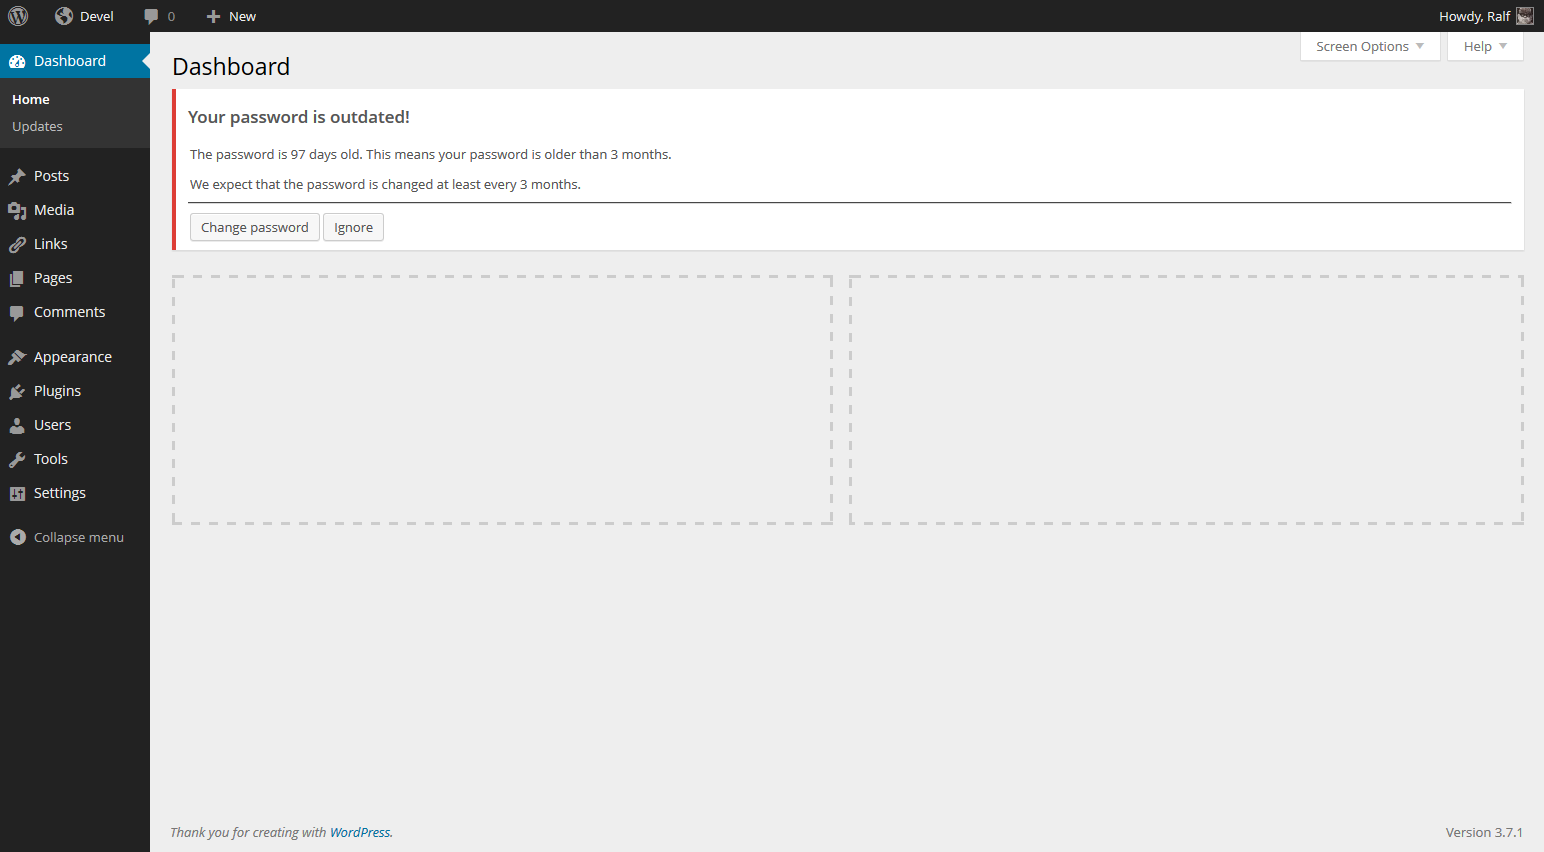 Devel
0
New
Howdy, Ralf
Dashboard
Home
Updates
Posts
Media
Links
Pages
Comments
Appearance
Plugins
Users
Tools
Settings
Collapse menu
Screen Options
Help
Dashboard
Your password is outdated!
The password is 97 days old. This means your password is older than 3 months.
We expect that the password is changed at least every 3 months.
Change password
Ignore
Thank you for creating with WordPress.
Version 3.7.1